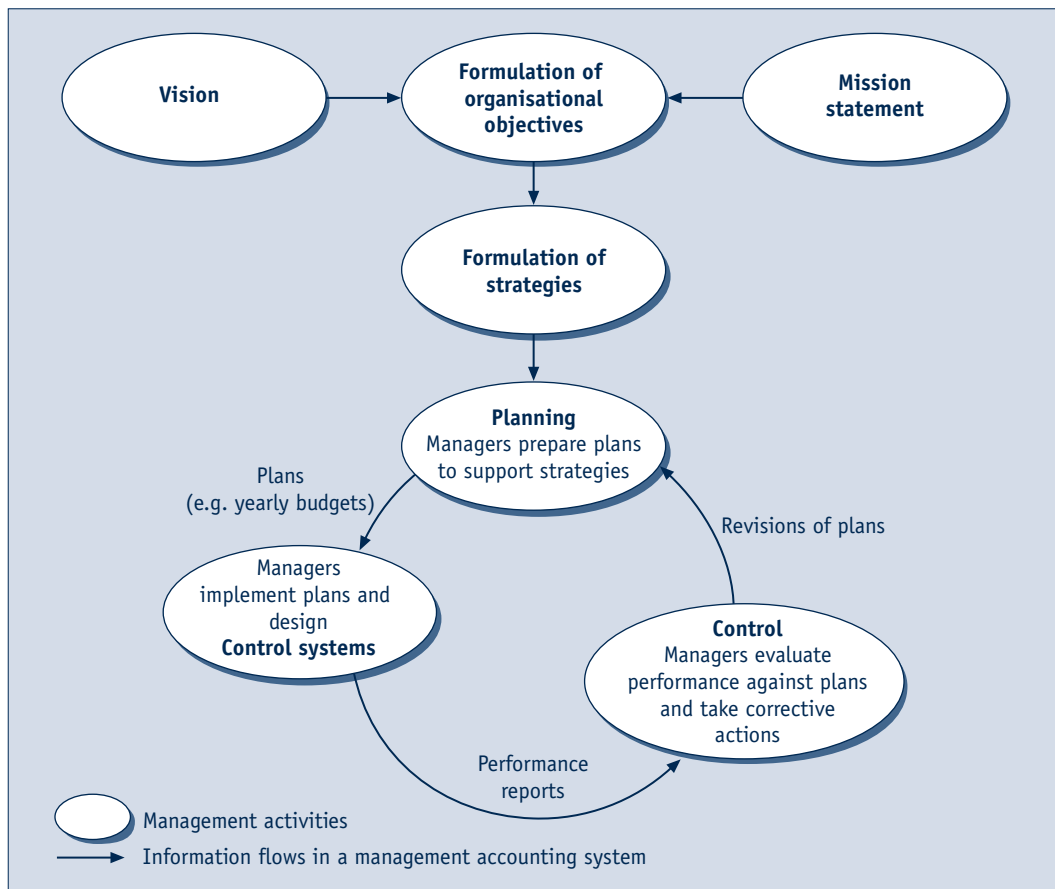 Vision
Formulation of
organisational
objectives
Mission
statement
Formulation of
strategies
Planning
Managers prepare plans
to support strategies
Plans
(e.g. yearly budgets)
Revisions of plans
Managers
implement plans and
design
Control systems
Control
Managers evaluate
performance against plans
and take corrective
actions
Performance
reports
Management activities
Information flows in a management accounting system